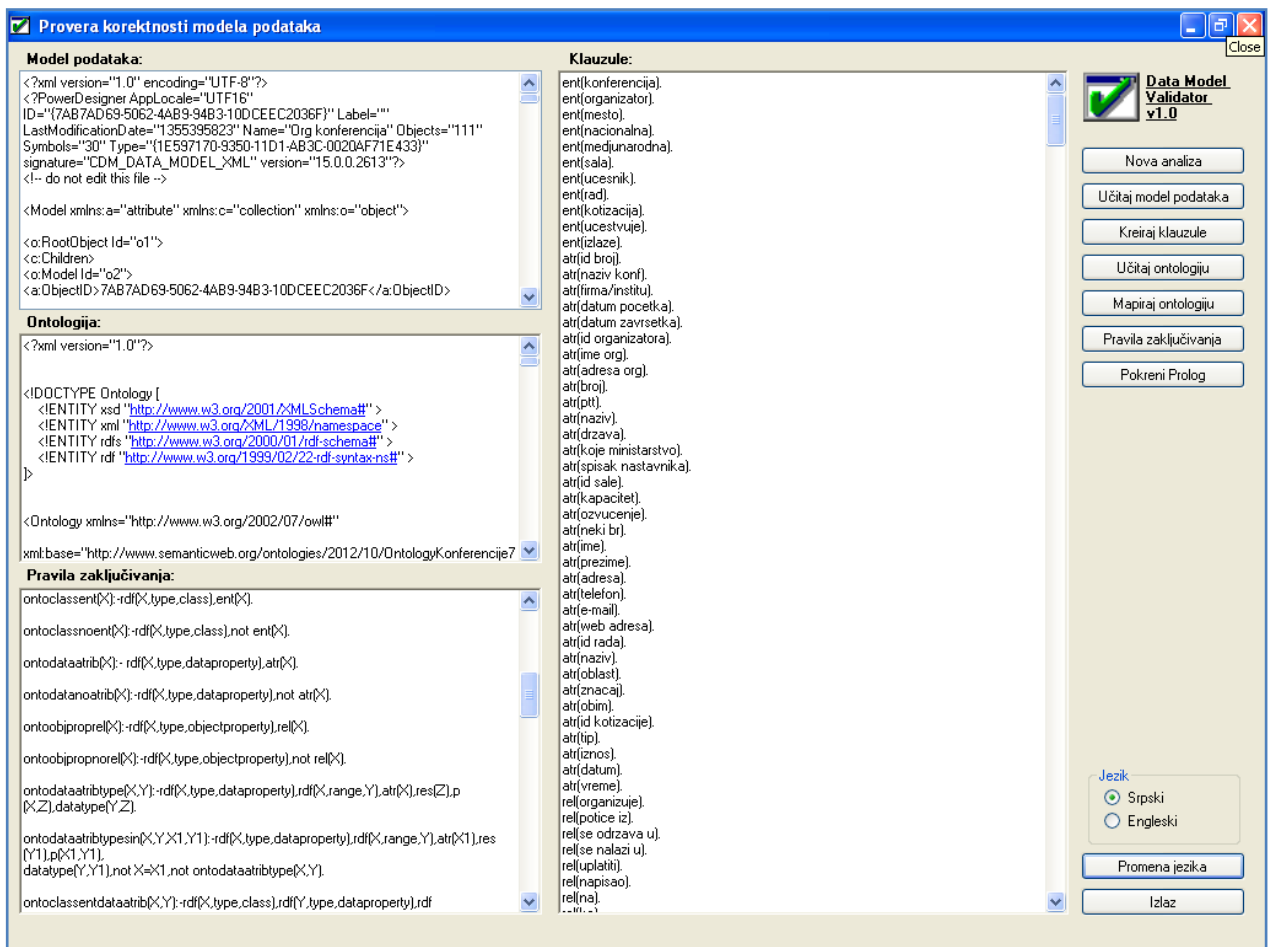 Provera korektnosti modela podataka
Close
Model podataka:
<?xml version="1.0" encoding="UTF-8"?>
<?PowerDesigner AppLocale="UTF16"
ID="{7AB7AD69-5062-4AB9-94B3-10DCEEC2036F}" Label=""
LastModificationDate="1355395823" Name="Org konferencija" Objects="111"
Symbols="30" Type="{1E597170-9350-11D1-AB3C-0020AF71E433}"
signature="CDM_DATA_MODEL_XML" version="15.0.0.2613"?>
<!-- do not edit this file -->
<Model xmlns:a="attribute" xmlns:c="collection" xmlns:o="object">
<o:RootObject Id="o1">
<c:Children>
<o:Model Id="o2">
<a:ObjectID>7AB7AD69-5062-4AB9-94B3-10DCEEC2036F</a:ObjectID>
Ontologija:
<?xml version="1.0"?>
<!DOCTYPE Ontology [
<!ENTITY xsd "http://www.w3.org/2001/XMLSchema#" >
<!ENTITY xml "http://www.w3.org/XML/1998/namespace" >
<!ENTITY rdfs "http://www.w3.org/2000/01/rdf-schema#" >
<!ENTITY rdf "http://www.w3.org/1999/02/22-rdf-syntax-ns#" >
]>
<Ontology xmlns="http://www.w3.org/2002/07/owl#"
xml:base="http://www.semanticweb.org/ontologies/2012/10/OntologyKonferencije7
Pravila zaključivanja:
ontoclassent(X):-rdf(X,type,class),ent(X).
ontoclassnoent(X):-rdf(X,type,class),not ent(X).
ontodataatrib(X):- rdf(X,type,dataproperty),atr(X).
ontodatanoatrib(X):-rdf(X,type,dataproperty),not atr(X).
ontoobjproprel(X):-rdf(X,type,objectproperty),rel(X).
ontoobjpropnorel(X):-rdf(X,type,objectproperty),not rel(X).
ontodataatribtype(X,Y):-rdf(X,type,dataproperty),rdf(X,range,Y),atr(X),res(Z),p
(X,Z),datatype(Y,Z).
ontodataatribtypesin(X,Y,X1,Y1):-rdf(X,type,dataproperty),rdf(X,range,Y),atr(X1),res
(Y1),p(X1,Y1),
datatype(Y,Y1),not X=X1,not ontodataatribtype(X,Y).
ontoclassentdataatrib(X,Y):-rdf(X,type,class),rdf(Y,type,dataproperty),rdf
Klauzule:
ent(konferencija).
ent(organizator).
ent(mesto).
ent(nacionalna).
ent(medjunarodna).
ent(sala).
ent(ucesnik).
ent(rad).
ent(kotizacija).
ent(ucestvuje).
ent(izlaze).
atr(id broj).
atr(naziv konf).
atr(firma/institu).
atr(datum pocetka).
atr(datum zavrsetka).
atr(id organizatora).
atr(ime org).
atr(adresa org).
atr(broj).
atr(ptt).
atr(naziv).
atr(drzava).
atr(koje ministarstvo).
atr(spisak nastavnika).
atr(id sale).
atr(kapacitet).
atr(ozvucenje).
atr(neki br).
atr(ime).
atr(prezime).
atr(adresa).
atr(telefon).
atr(e-mail).
atr(web adresa).
atr(id rada).
atr(naziv).
atr(oblast).
atr(znacaj).
atr(obim).
atr(id kotizacije).
atr(tip).
atr(iznos).
atr(datum).
atr(vreme).
rel(organizuje).
rel(potice iz).
rel(se odrzava u).
rel(se nalazi u).
rel(uplatiti).
rel(napisao).
rel(na).
Data Model
Validator
v1.0
Nova analiza
Učitaj model podataka
Kreiraj klauzule
Učitaj ontologiju
Mapiraj ontologiju
Pravila zaključivanja
Pokreni Prolog
Jezik
Srpski
Engleski
Promena jezika
Izlaz